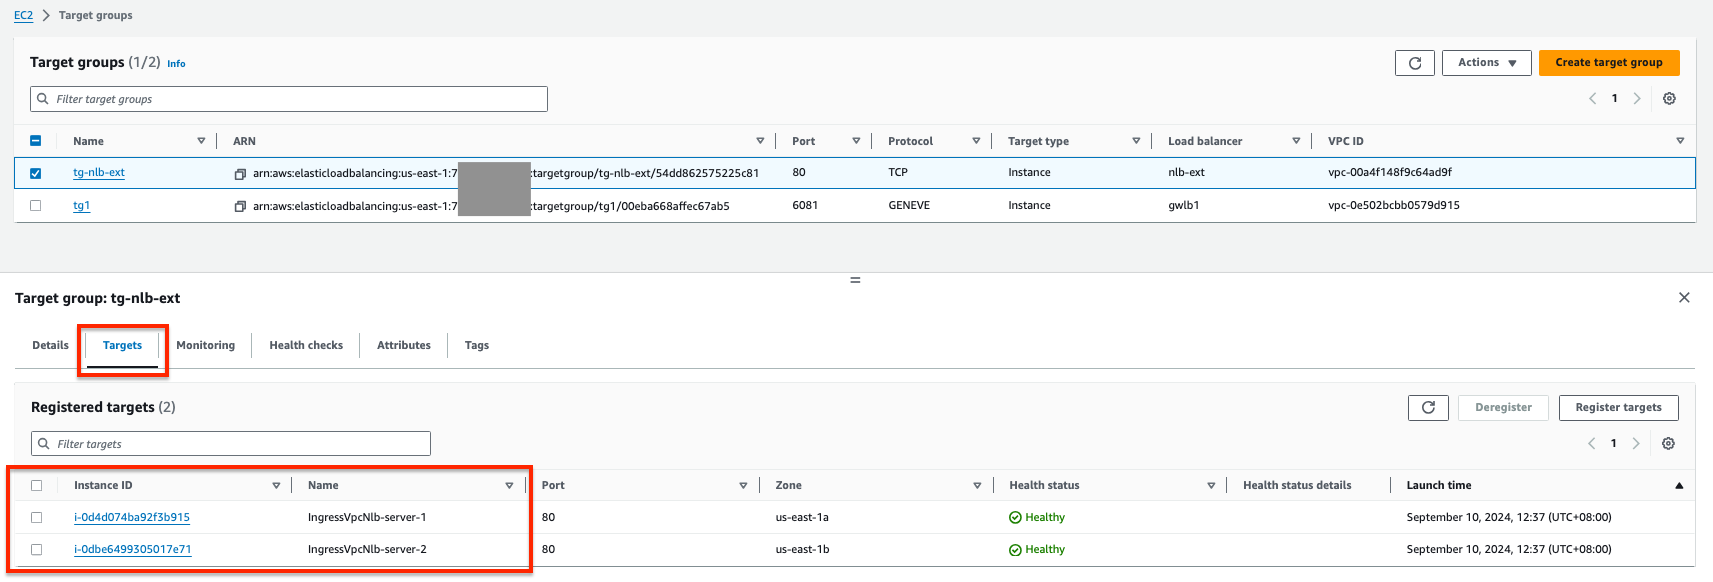 EC2 > Target groups
Target groups (1/2) Info
Actions
Create target group
Filter target groups
1
Name ARN Port Protocol Target type Load balancer VPC ID
tg-nlb-ext arn:aws:elasticloadbalancing:us-east-1:7 :targetgroup/tg-nlb-ext/54dd862575225c81 80 TCP Instance nlb-ext vpc-00a4f148f9c64ad9f
tg1 arn:aws:elasticloadbalancing:us-east-1:7 :targetgroup/tg1/00eba668affec67ab5 6081 GENEVE Instance gwlb1 vpc-0e502bcbb0579d915
Target group: tg-nlb-ext
Details Targets Monitoring Health checks Attributes Tags
Registered targets (2)
Deregister
Register targets
Filter targets
1
Instance ID Name Port Zone Health status Health status details Launch time
i-0d4d074ba92f3b915 IngressVpcNlb-server-1 80 us-east-1a Healthy September 10, 2024, 12:37 (UTC+08:00)
i-0dbe6499305017e71 IngressVpcNlb-server-2 80 us-east-1b Healthy September 10, 2024, 12:37 (UTC+08:00)